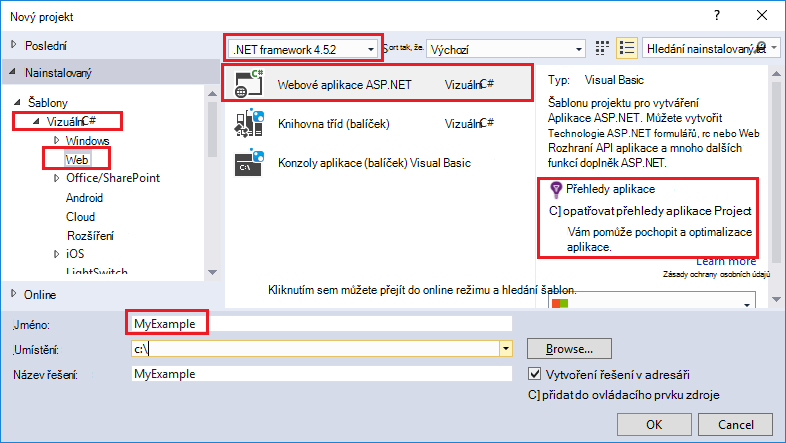 Nový projekt
Poslední
.NET framework 4.5.2
Sort tak, že.
Výchozí
Hledání nainstalovaný.et
Nainstalovaný
Šablony
VizuálníC#
Windows
Web
Office/SharePoint
Android
Cloud
Rozšíření
iOS
LightSwitch
Online
Webové aplikace ASP.NET VizuálníC#
Knihovna tříd (balíček) VizuálníC#
Konzoly aplikace (balíček) Visual Basic
Kliknutím sem můžete přejít do online režimu a hledání šablon.
Typ: Visual Basic
Šablonu projektu pro vytváření
Aplikace ASP.NET. Můžete vytvořit
Technologie ASP.NET formulářů, rc nebo Web
Rozhraní API aplikace a mnoho dalších
funkcí doplněk ASP.NET.
Přehledy aplikace
C] opatřovat přehledy aplikace Project
Vám pomůže pochopit a optimalizace
aplikace.
Learn more
Zásady ochrany osobních údajů
Jméno: MyExample
Umístění: c:\
Browse...
Název řešení: MyExample
Vytvoření řešení v adresáři
C] přidat do ovládacího prvku zdroje
OK
Cancel